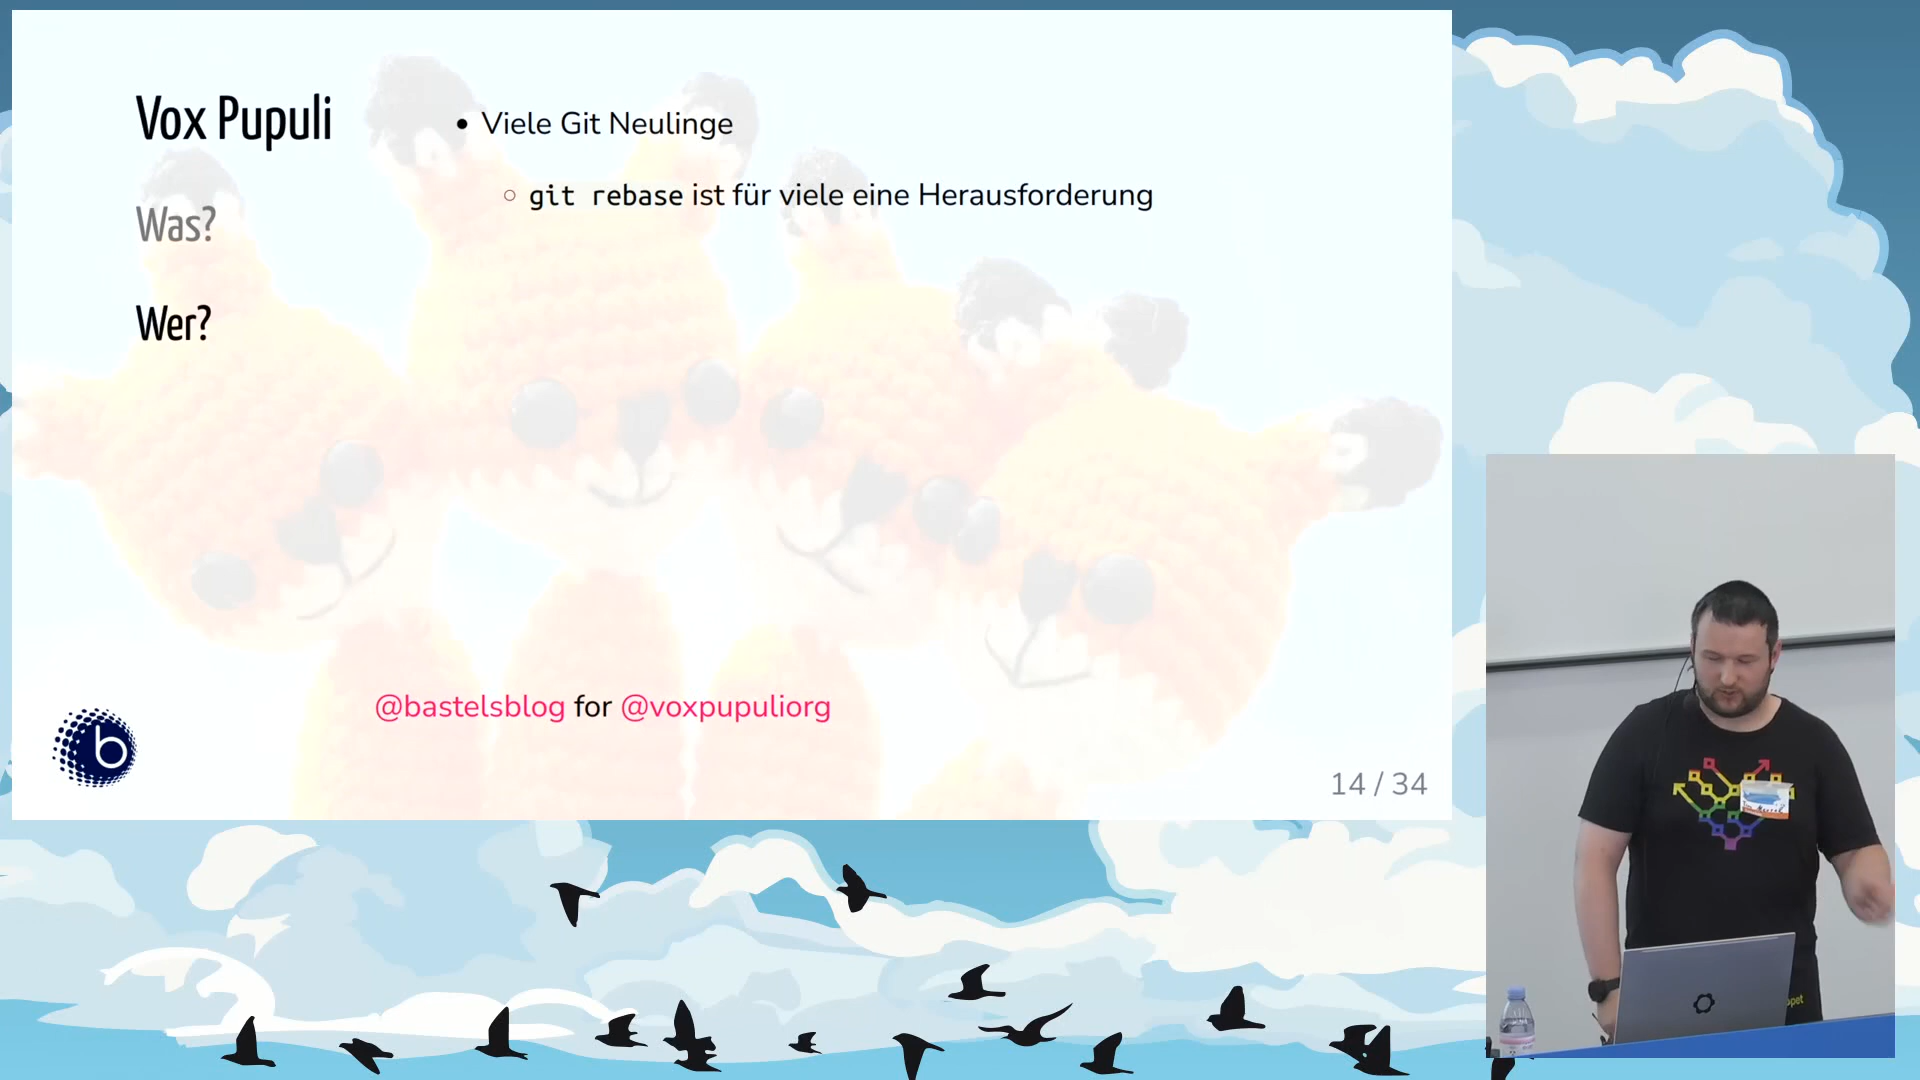 Vox Pupuli
Was?
Wer?
• Viele Git Neulinge
○ git rebase ist für viele eine Herausforderung
@bastelsblog for @voxpupuliorg
b
14 / 34